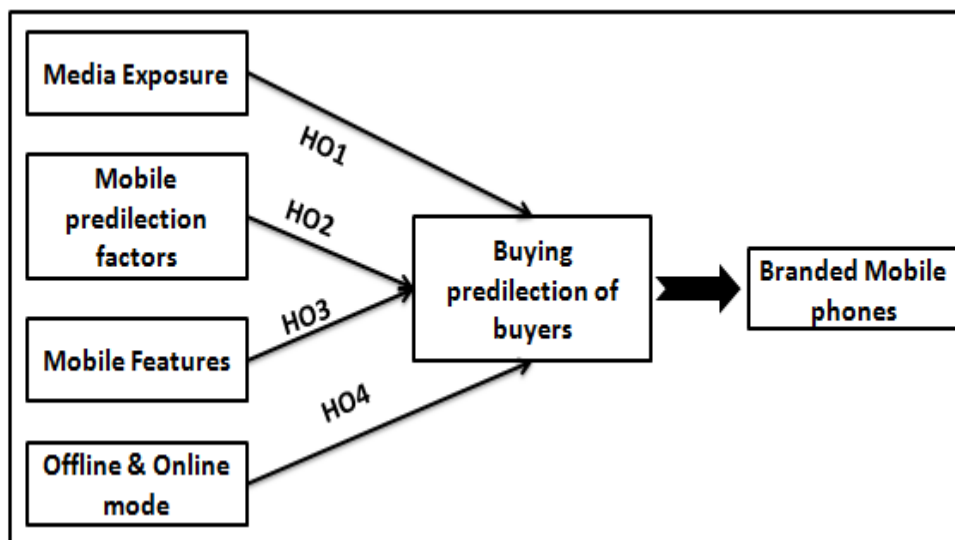 Media Exposure
HO1
Mobile
predilection
factors
HO2
Mobile Features
HO3
Offline & Online
mode
HO4
Buying
predilection of
buyers
Branded Mobile
phones